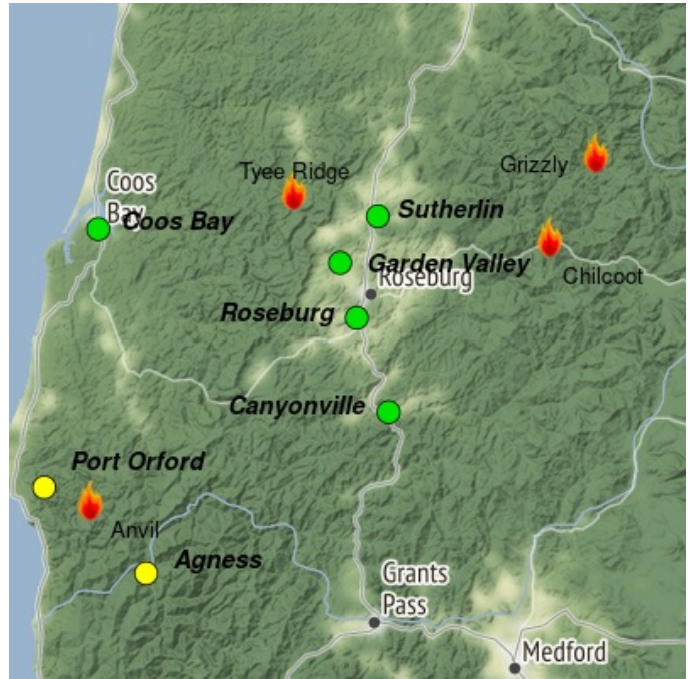 Grizzly
Tyee Ridge
Coos
Bay
Coos Bay
Sutherlin
Garden Valley
Roseburg
Chilcoot
Roseburg
Canyonville
Port Orford
Anvil
Agness
Grants
Pass
Medford